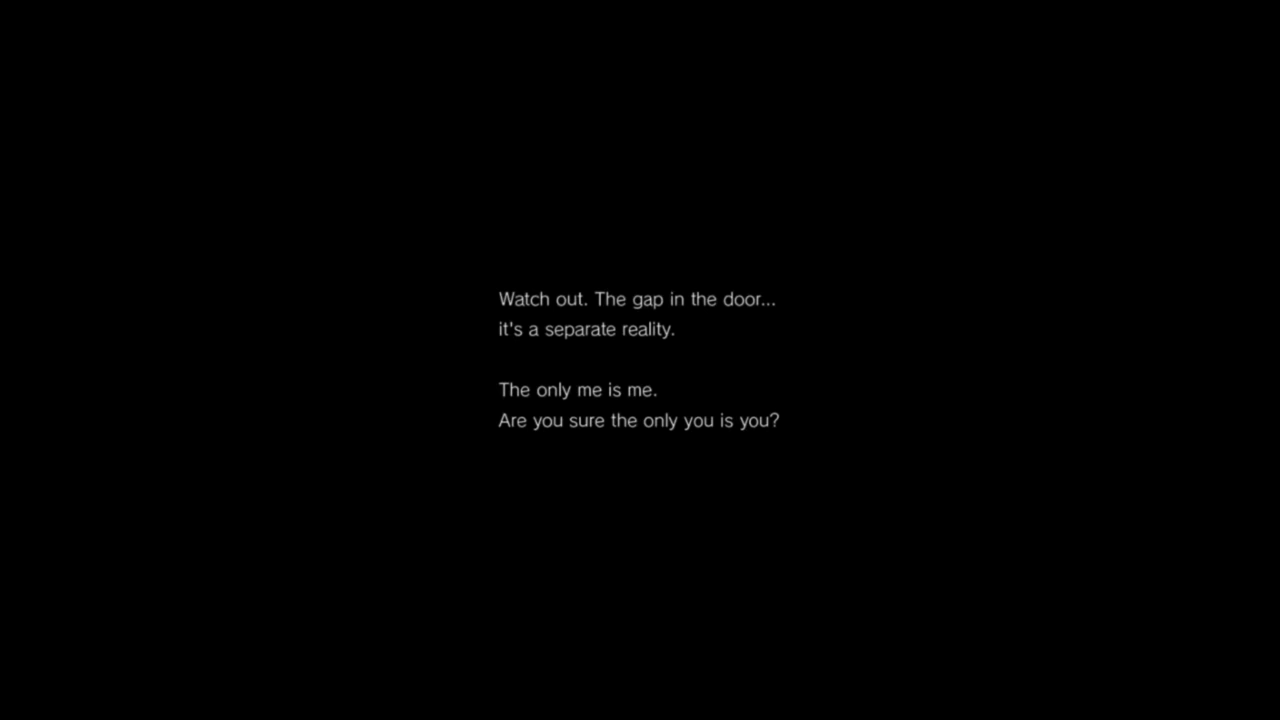 Watch out. The gap in the door...
it's a separate reality.
The only me is me.
Are you sure the only you is you?